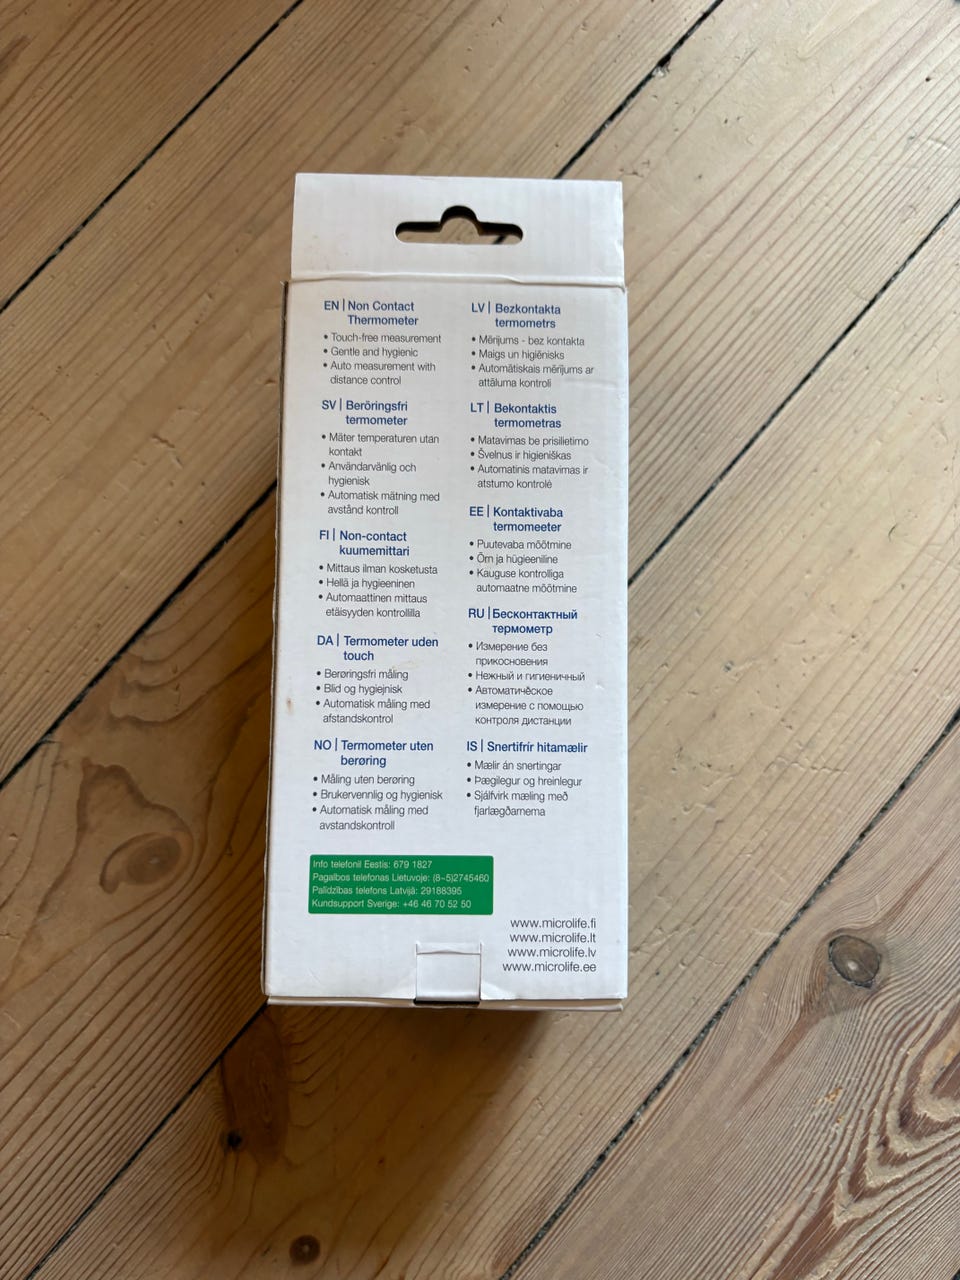 EN | Non Contact
Thermometer
• Touch-free measurement
• Gentle and hygienic
• Auto measurement with
distance control
SV | Beröringsfri
termometer
• Mäter temperaturen utan
kontakt
• Användarvänlig och
hygienisk
• Automatisk mätning med
avstånd kontroll
FI | Non-contact
kuumemittari
• Mittaus ilman kosketusta
• Hellä ja hygieeninen
• Automaattinen mittaus
etäisyyden kontrollilla
DA | Termometer uden
touch
• Berøringsfri måling
• Blid og hygiejnisk
• Automatisk måling med
afstandskontrol
NO | Termometer uten
berøring
• Måling uten berøring
• Brukervennlig og hygienisk
• Automatisk måling med
avstandskontroll
LV | Bezkontakta
termometrs
• Mērījums - bez kontakta
• Maigs un higiēnisks
• Automātiskais mērījums ar
attāluma kontroli
LT | Bekontaktis
termometras
• Matavimas be prisilietimo
• Švelnus ir higieniškas
• Automatinis matavimas ir
atstumo kontrolė
EE | Kontaktivaba
termomeeter
• Puutevaba mõõtmine
• Õrn ja hügieeniline
• Kauguse kontrolliga
automaatne mõõtmine
RU | Бесконтактный
термометр
• Измерение без
прикосновения
• Нежный и гигиеничный
• Автоматическое
измерение с помощью
контроля дистанции
IS | Snertifrír hitamælir
• Mælir án snertingar
• Þægilegur og hreinlegur
• Sjálfvirk mæling með
fjarlægðarnema
Info telefonil Eestis: 679 1827
Pagalbos telefonas Lietuvoje: (8~5)2745460
Palīdzības telefons Latvijā: 29188395
Kundsupport Sverige: +46 46 70 52 50
www.microlife.fi
www.microlife.lt
www.microlife.lv
www.microlife.ee